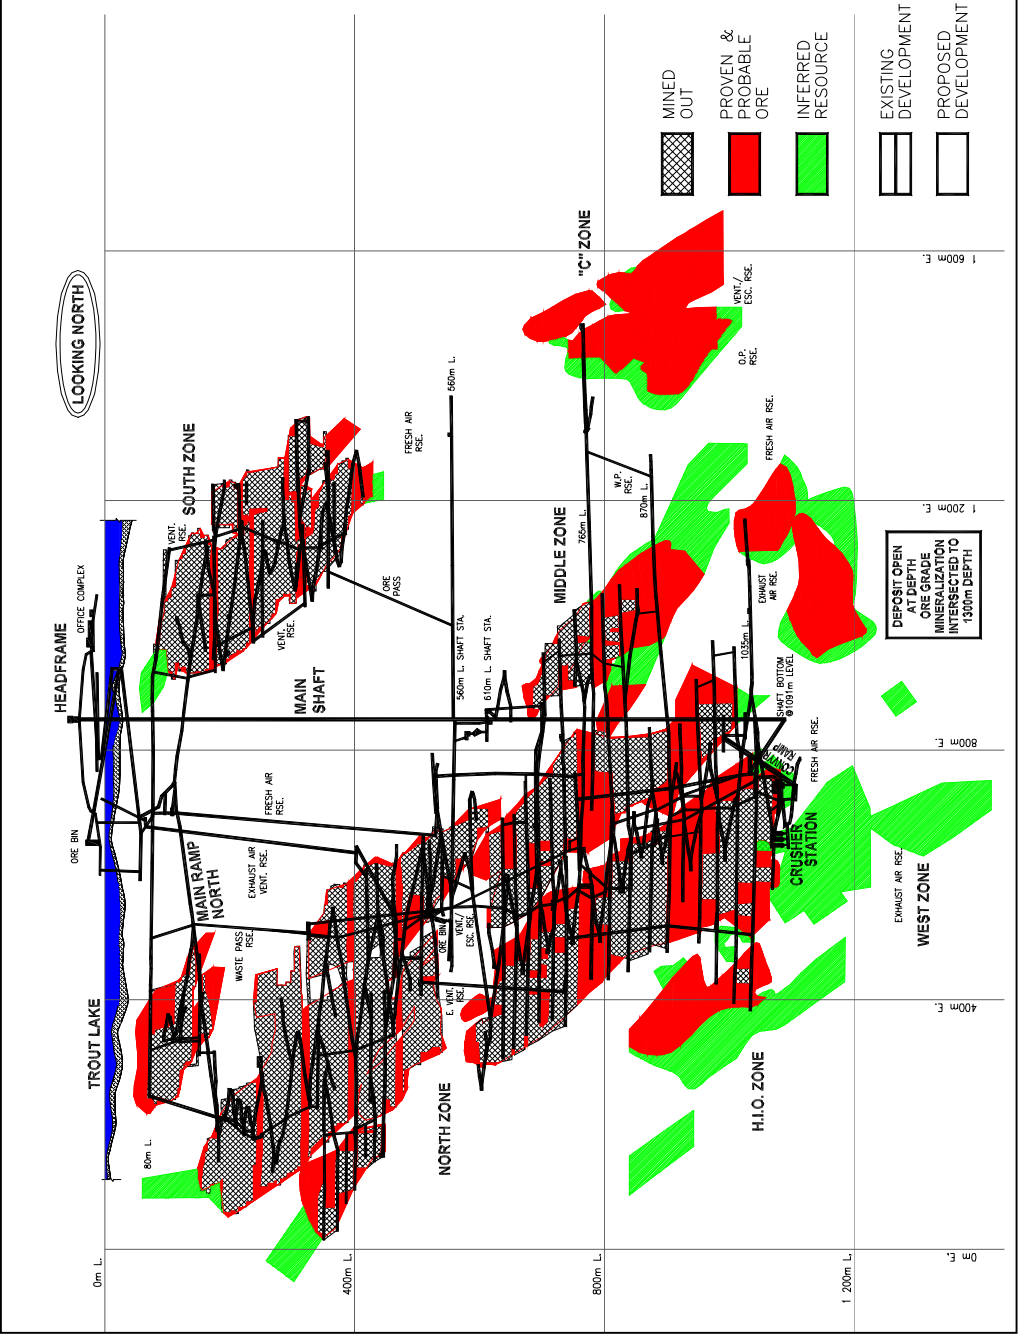 LOOKING NORTH
HEADFRAME
OFFICE COMPLEX
ORE BIN
TROUT LAKE
0m L.
80m L.
400m L.
800m L.
1 200m L.
0m E.
400m E.
800m E.
1 200m E.
1 600m E.
SOUTH ZONE
VENT.
RSE.
VENT.
RSE.
ORE
PASS
FRESH AIR
RSE.
560m L.
MAIN
SHAFT
560m L. SHAFT STA.
610m L. SHAFT STA.
FRESH AIR
RSE.
EXHAUST AIR
VENT. RSE.
MAIN RAMP
NORTH
WASTE PASS
RSE.
ORE BIN
VENT./
ESC. RSE.
E. VENT.
RSE.
NORTH ZONE
MIDDLE ZONE
765m L.
W.P.
RSE.
870m L.
"C" ZONE
VENT./
ESC. RSE.
O.P.
RSE.
FRESH AIR RSE.
EXHAUST
AIR RSE.
1035m L.
SHAFT BOTTOM
@1091m LEVEL
CONVYR
RAMP
FRESH AIR RSE.
CRUSHER
STATION
EXHAUST AIR RSE.
WEST ZONE
H.I.O. ZONE
DEPOSIT OPEN
AT DEPTH
ORE GRADE
MINERALIZATION
INTERSECTED TO
1300m DEPTH
MINED
OUT
PROVEN &
PROBABLE
ORE
INFERRED
RESOURCE
EXISTING
DEVELOPMENT
PROPOSED
DEVELOPMENT